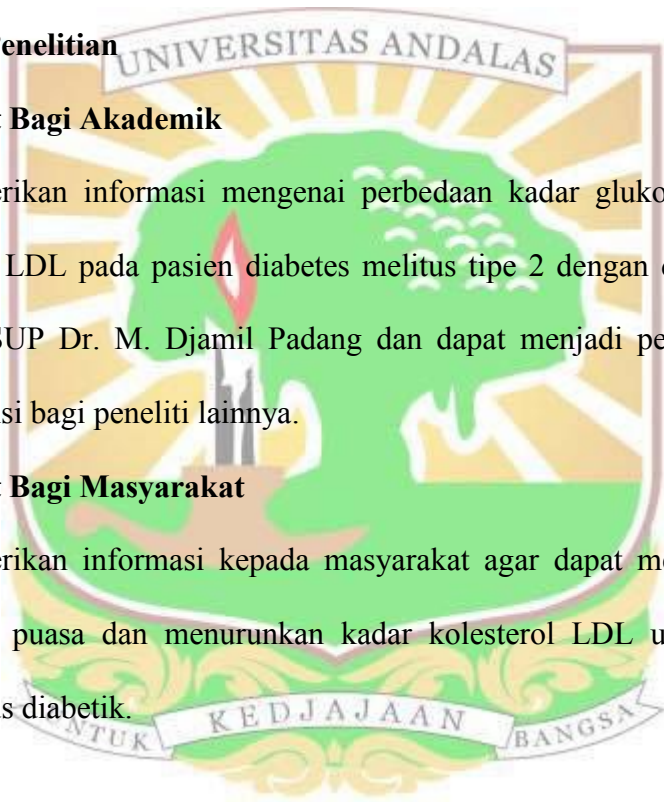 Penelitian
UNIVERSITAS ANDALAS
Bagi Akademik
erikan informasi mengenai perbedaan kadar gluko
LDL pada pasien diabetes melitus tipe 2 dengan
SUP Dr. M. Djamil Padang dan dapat menjadi pe
si bagi peneliti lainnya.
Bagi Masyarakat
erikan informasi kepada masyarakat agar dapat me
puasa dan menurunkan kadar kolesterol LDL u
s diabetik.
UNTUK KEDJAJAAN BANGSA